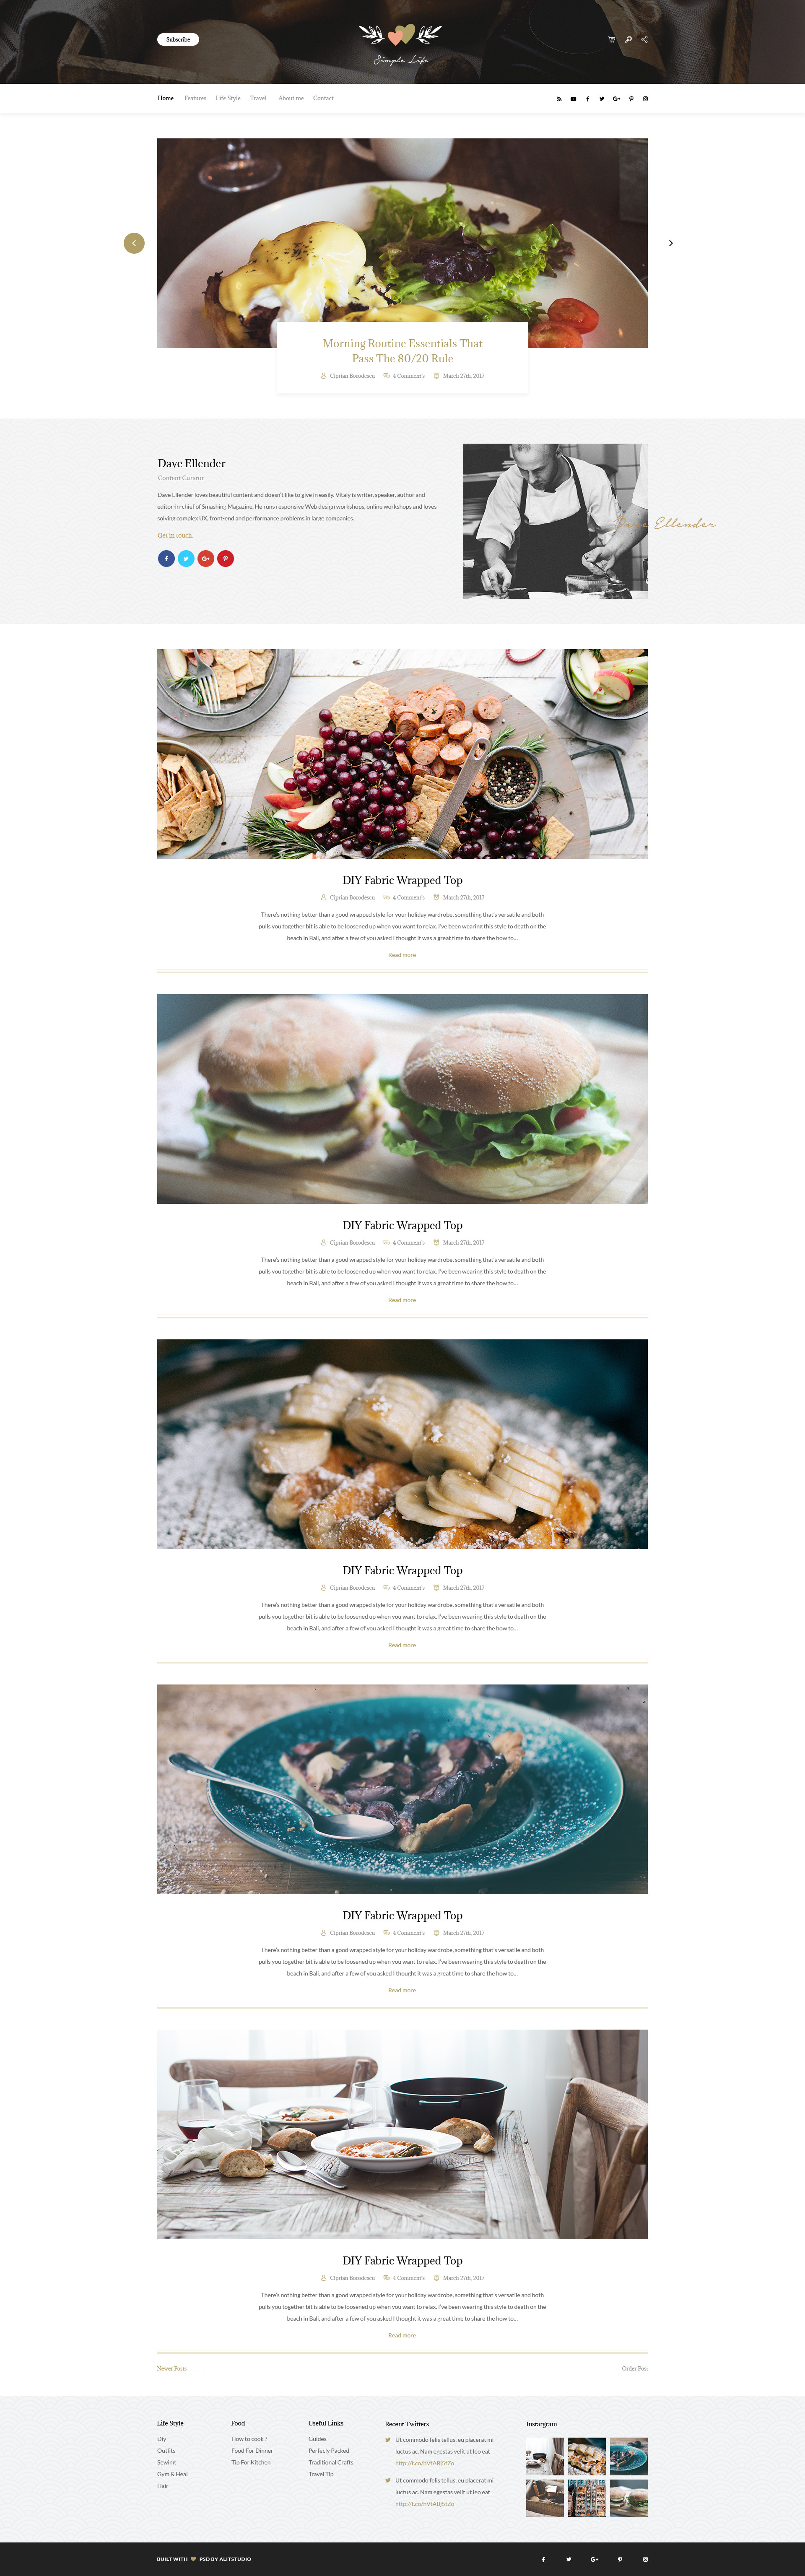 Subscribe
Simple Life
Home Features Life Style Travel About me Contact
Morning Routine Essentials That
Pass The 80/20 Rule
Ciprian Borodescu 4 Comment's March 27th, 2017
Dave Ellender
Content Curator
Dave Ellender loves beautiful content and doesn't like to give in easily. Vitaly is writer, speaker, author and
editor-in-chief of Smashing Magazine. He runs responsive Web design workshops, online workshops and loves
solving complex UX, front-end and performance problems in large companies.
Get in touch.
Dave Ellender
DIY Fabric Wrapped Top
Ciprian Borodescu 4 Comment's March 27th, 2017
There's nothing better than a good wrapped style for your holiday wardrobe, something that's versatile and both
pulls you together bit is able to be loosened up when you want to relax. I've been wearing this style to death on the
beach in Bali, and after a few of you asked I thought it was a great time to share the how to...
Read more
DIY Fabric Wrapped Top
Ciprian Borodescu 4 Comment's March 27th, 2017
There's nothing better than a good wrapped style for your holiday wardrobe, something that's versatile and both
pulls you together bit is able to be loosened up when you want to relax. I've been wearing this style to death on the
beach in Bali, and after a few of you asked I thought it was a great time to share the how to...
Read more
DIY Fabric Wrapped Top
Ciprian Borodescu 4 Comment's March 27th, 2017
There's nothing better than a good wrapped style for your holiday wardrobe, something that's versatile and both
pulls you together bit is able to be loosened up when you want to relax. I've been wearing this style to death on the
beach in Bali, and after a few of you asked I thought it was a great time to share the how to...
Read more
DIY Fabric Wrapped Top
Ciprian Borodescu 4 Comment's March 27th, 2017
There's nothing better than a good wrapped style for your holiday wardrobe, something that's versatile and both
pulls you together bit is able to be loosened up when you want to relax. I've been wearing this style to death on the
beach in Bali, and after a few of you asked I thought it was a great time to share the how to...
Read more
DIY Fabric Wrapped Top
Ciprian Borodescu 4 Comment's March 27th, 2017
There's nothing better than a good wrapped style for your holiday wardrobe, something that's versatile and both
pulls you together bit is able to be loosened up when you want to relax. I've been wearing this style to death on the
beach in Bali, and after a few of you asked I thought it was a great time to share the how to...
Read more
Newer Posts
Order Post
Life Style
Diy
Outfits
Sewing
Gym & Heal
Hair
Food
How to cook ?
Food For Dinner
Tip For Kitchen
Useful Links
Guides
Perfecly Packed
Traditional Crafts
Travel Tip
Recent Twitters
Ut commodo felis tellus, eu placerat mi
luctus ac. Nam egestas velit ut leo eat
http://t.co/hVtABjStZo
Ut commodo felis tellus, eu placerat mi
luctus ac. Nam egestas velit ut leo eat
http://t.co/hVtABjStZo
Instargram
BUILT WITH PSD BY ALITSTUDIO